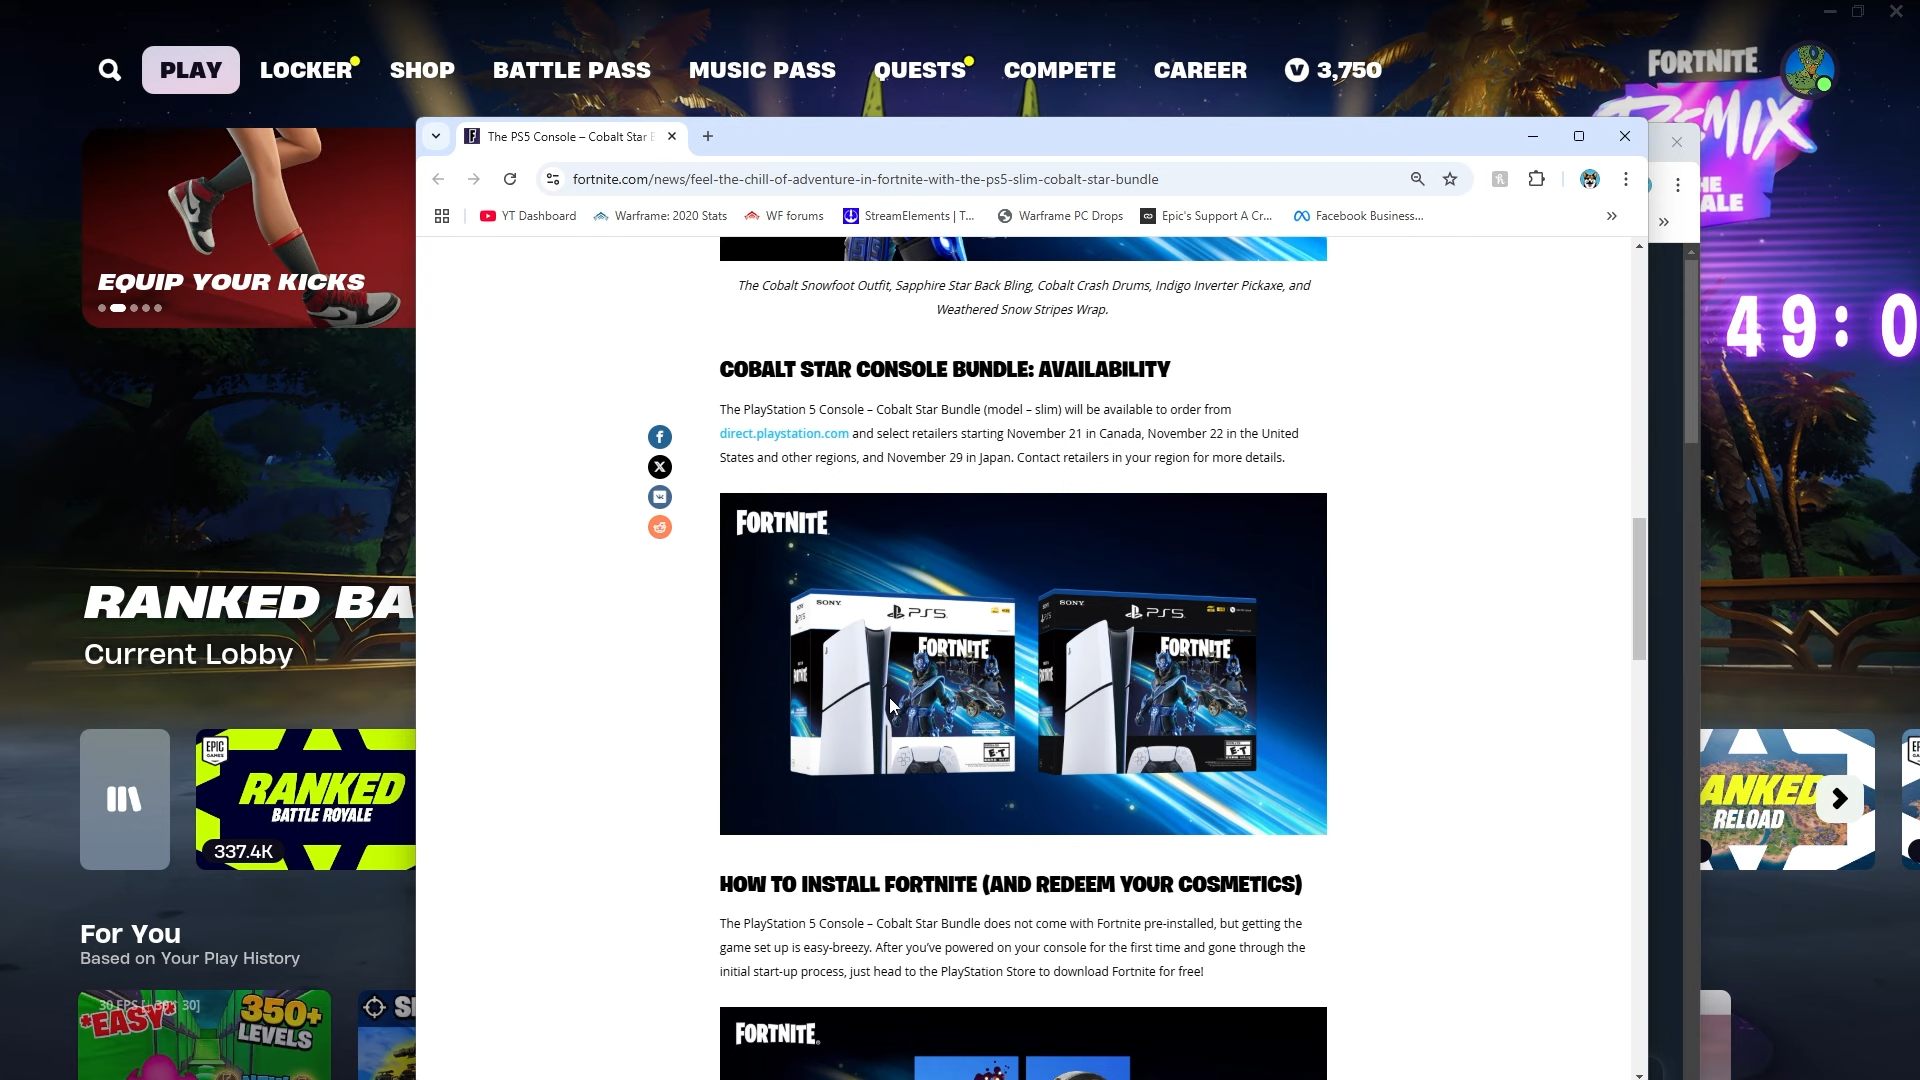 PLAY LOCKER SHOP BATTLE PASS MUSIC PASS QUESTS COMPETE CAREER V 3,750
FORTNITE
REMIX
THE
FINALE
EQUIP YOUR KICKS
49:0
RANKED BA
Current Lobby
EPIC GAMES
RANKED
BATTLE ROYALE
337.4K
ANKED
RELOAD
For You
Based on Your Play History
*EASY*
350+
LEVELS
The PS5 Console – Cobalt Star
fortnite.com/news/feel-the-chill-of-adventure-in-fortnite-with-the-ps5-slim-cobalt-star-bundle
YT Dashboard Warframe: 2020 Stats WF forums StreamElements | T... Warframe PC Drops Epic's Support A Cr... Facebook Business...
The Cobalt Snowfoot Outfit, Sapphire Star Back Bling, Cobalt Crash Drums, Indigo Inverter Pickaxe, and
Weathered Snow Stripes Wrap.
COBALT STAR CONSOLE BUNDLE: AVAILABILITY
The PlayStation 5 Console – Cobalt Star Bundle (model – slim) will be available to order from
direct.playstation.com and select retailers starting November 21 in Canada, November 22 in the United
States and other regions, and November 29 in Japan. Contact retailers in your region for more details.
FORTNITE
SONY
PS5
FORTNITE
SONY
PS5
FORTNITE
HOW TO INSTALL FORTNITE (AND REDEEM YOUR COSMETICS)
The PlayStation 5 Console – Cobalt Star Bundle does not come with Fortnite pre-installed, but getting the
game set up is easy-breezy. After you've powered on your console for the first time and gone through the
initial start-up process, just head to the PlayStation Store to download Fortnite for free!
FORTNITE